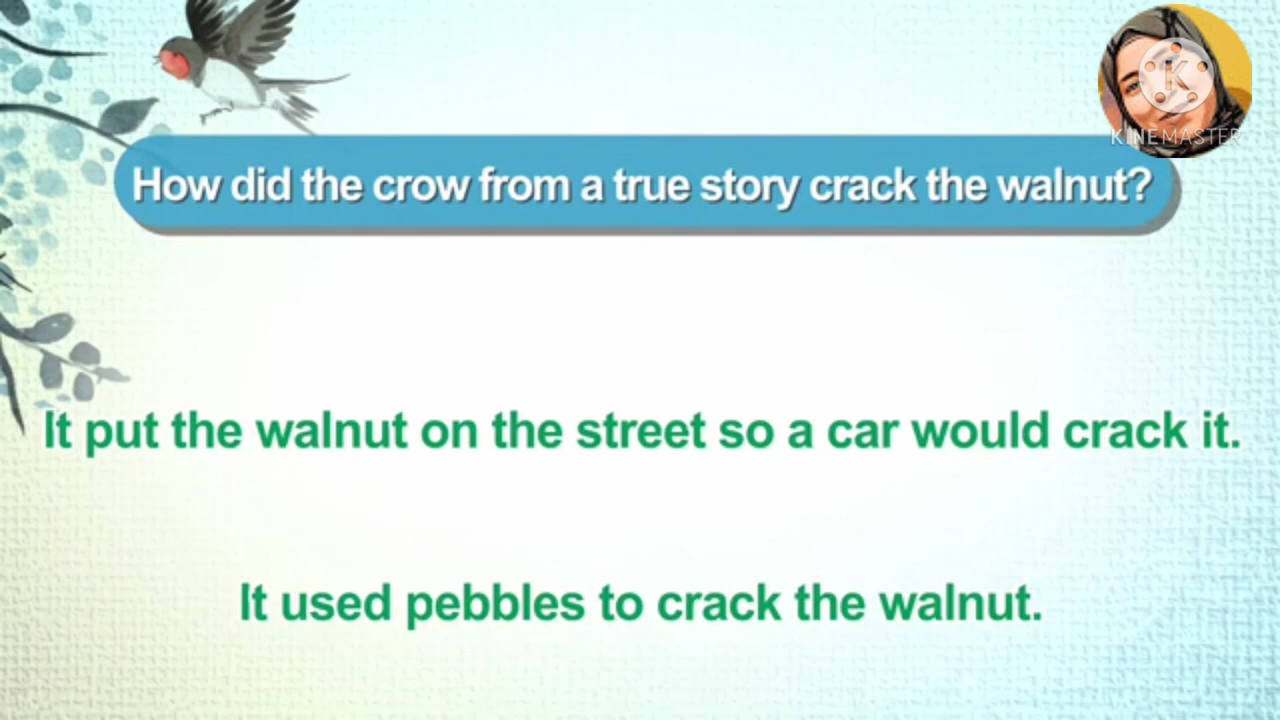 KINEMASTER
How did the crow from a true story crack the walnut?
It put the walnut on the street so a car would crack it.
It used pebbles to crack the walnut.